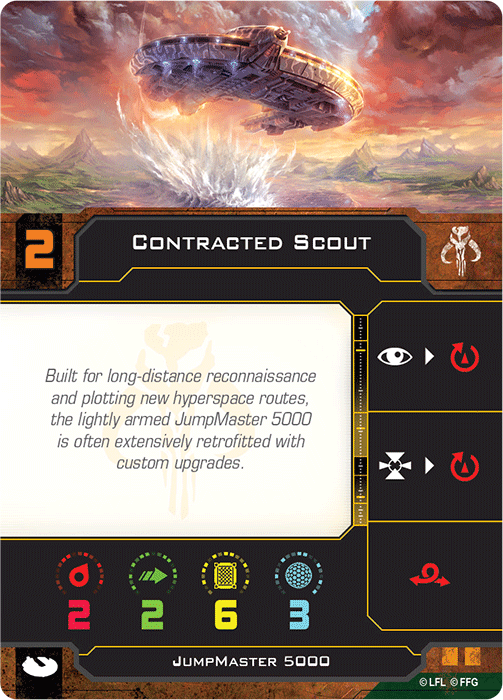 2
CONTRACTED SCOUT
Built for long-distance reconnaissance
and plotting new hyperspace routes,
the lightly armed JumpMaster 5000
is often extensively retrofitted with
custom upgrades.
2 2 6 3
JUMPMASTER 5000
©LFL ©FFG